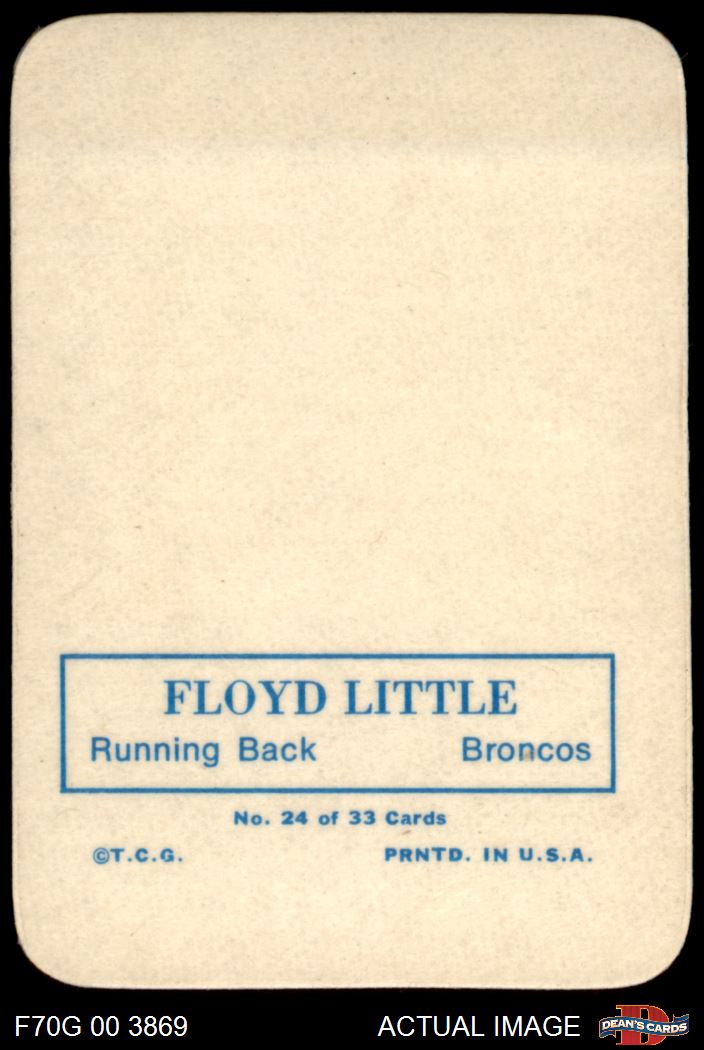 FLOYD LITTLE
Running Back Broncos
No. 24 of 33 Cards
©T.C.G. PRNTD. IN U.S.A.
F70G 00 3869 ACTUAL IMAGE DEAN'S CARDS